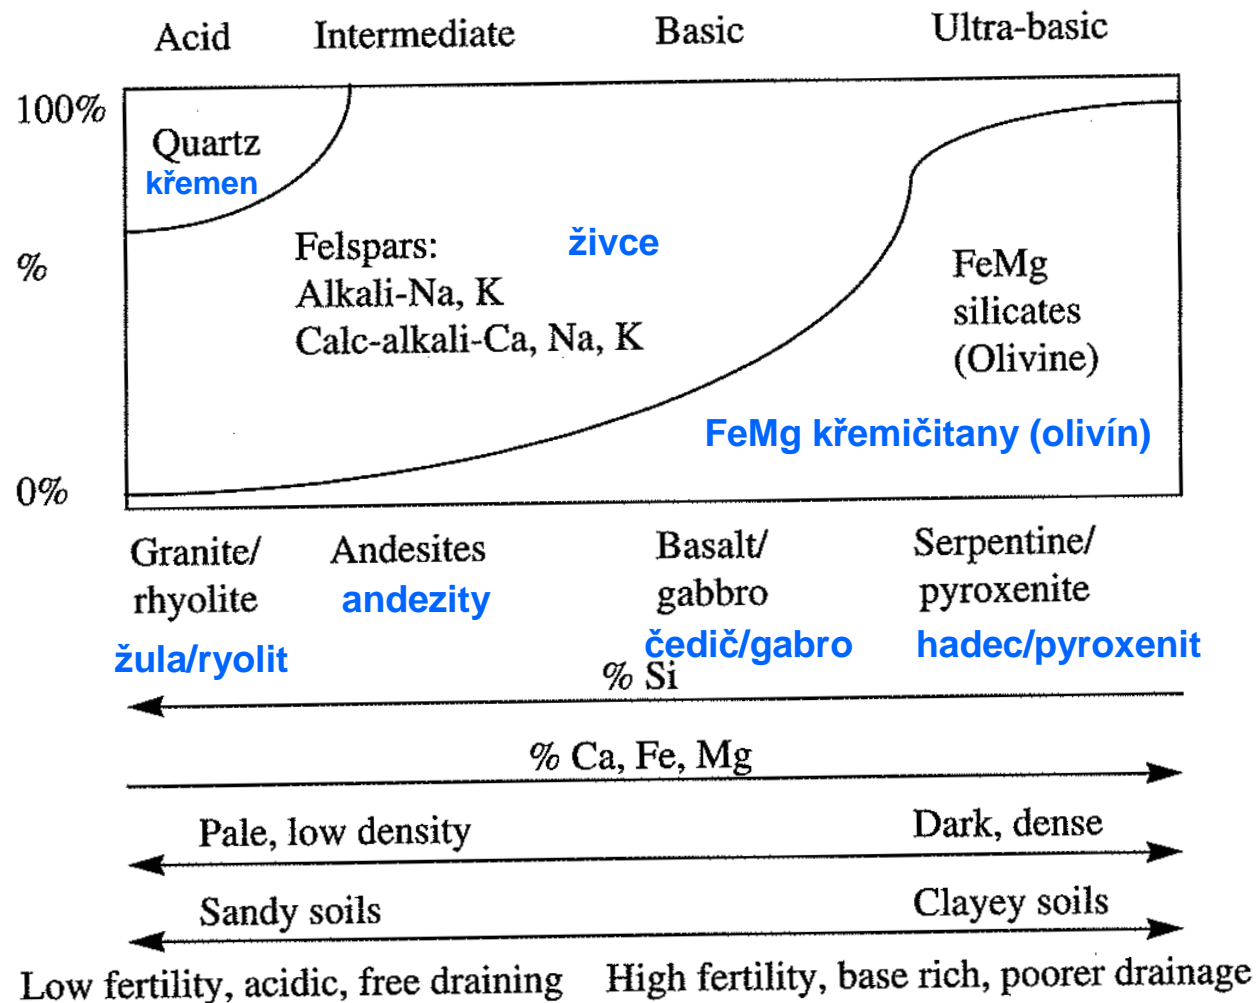 Acid Intermediate Basic Ultra-basic
100%
Quartz
křemen
%
Felspars:
Alkali-Na, K
Calc-alkali-Ca, Na, K
živce
FeMg
silicates
(Olivine)
FeMg křemičitany (olivín)
0%
Granite/
rhyolite
žula/ryolit
Andesites
andezity
Basalt/
gabbro
čedič/gabro
Serpentine/
pyroxenite
hadec/pyroxenit
% Si
% Ca, Fe, Mg
Pale, low density Dark, dense
Sandy soils Clayey soils
Low fertility, acidic, free draining High fertility, base rich, poorer drainage